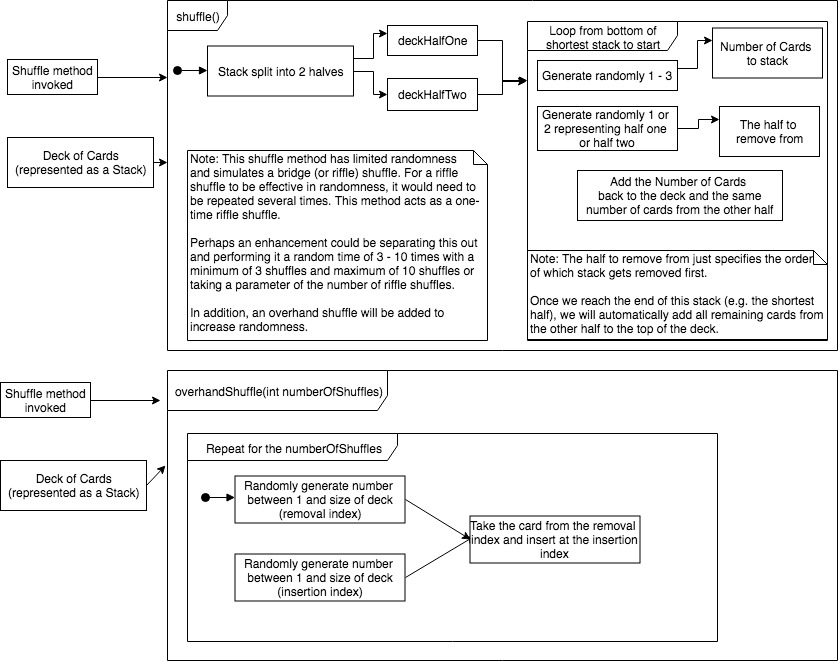 shuffle()
Shuffle method
invoked
Deck of Cards
(represented as a Stack)
Stack split into 2 halves
deckHalfOne
deckHalfTwo
Loop from bottom of
shortest stack to start
Generate randomly 1 - 3
Number of Cards
to stack
Generate randomly 1 or
2 representing half one
or half two
The half to
remove from
Add the Number of Cards
back to the deck and the same
number of cards from the other half
Note: This shuffle method has limited randomness
and simulates a bridge (or riffle) shuffle. For a riffle
shuffle to be effective in randomness, it would need to
be repeated several times. This method acts as a one-
time riffle shuffle.
Perhaps an enhancement could be separating this out
and performing it a random time of 3 - 10 times with a
minimum of 3 shuffles and maximum of 10 shuffles or
taking a parameter of the number of riffle shuffles.
In addition, an overhand shuffle will be added to
increase randomness.
Note: The half to remove from just specifies the order
of which stack gets removed first.
Once we reach the end of this stack (e.g. the shortest
half), we will automatically add all remaining cards from
the other half to the top of the deck.
Shuffle method
invoked
Deck of Cards
(represented as a Stack)
overhandShuffle(int numberOfShuffles)
Repeat for the numberOfShuffles
Randomly generate number
between 1 and size of deck
(removal index)
Randomly generate number
between 1 and size of deck
(insertion index)
Take the card from the removal
index and insert at the insertion
index